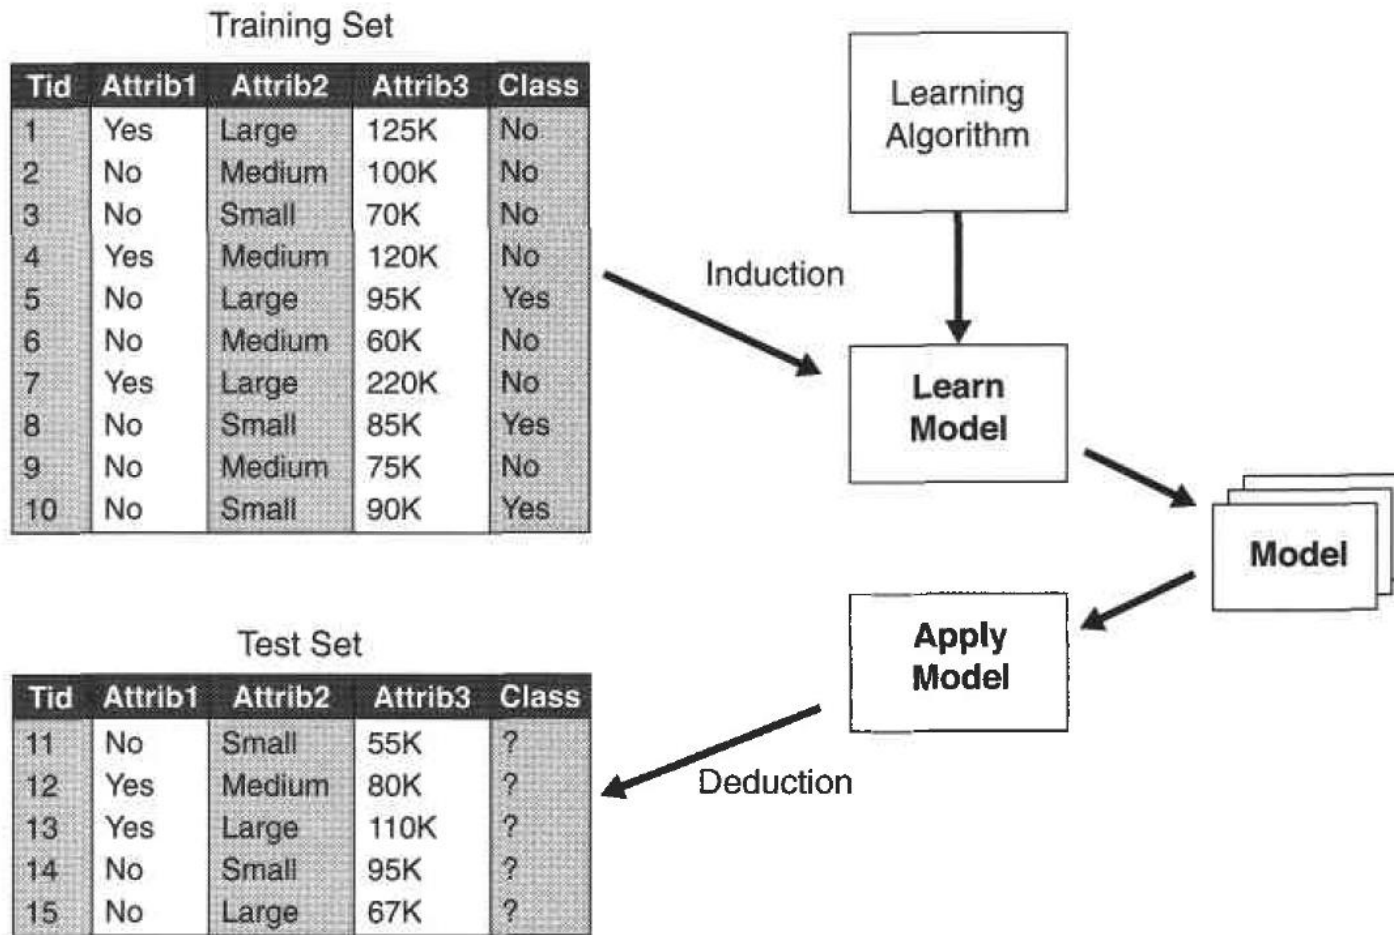 Training Set
Tid Attrib1 Attrib2 Attrib3 Class
1 Yes Large 125K No
2 No Medium 100K No
3 No Small 70K No
4 Yes Medium 120K No
5 No Large 95K Yes
6 No Medium 60K No
7 Yes Large 220K No
8 No Small 85K Yes
9 No Medium 75K No
10 No Small 90K Yes
Learning
Algorithm
Induction
Learn
Model
Model
Apply
Model
Deduction
Test Set
Tid Attrib1 Attrib2 Attrib3 Class
11 No Small 55K ?
12 Yes Medium 80K ?
13 Yes Large 110K ?
14 No Small 95K ?
15 No Large 67K ?